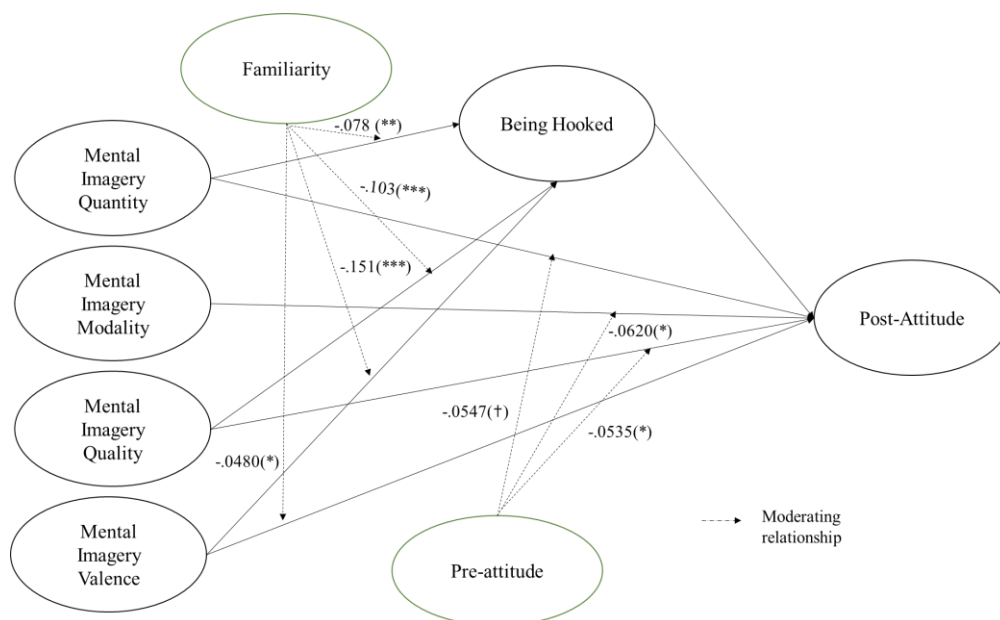 Familiarity
-.078 (**)
Being Hooked
Mental
Imagery
Quantity
-.103(***)
-.151(***)
Mental
Imagery
Modality
-.0620(*)
Post-Attitude
Mental
Imagery
Quality
-.0547(†)
-.0535(*)
-.0480(*)
Mental
Imagery
Valence
Pre-attitude
Moderating
relationship